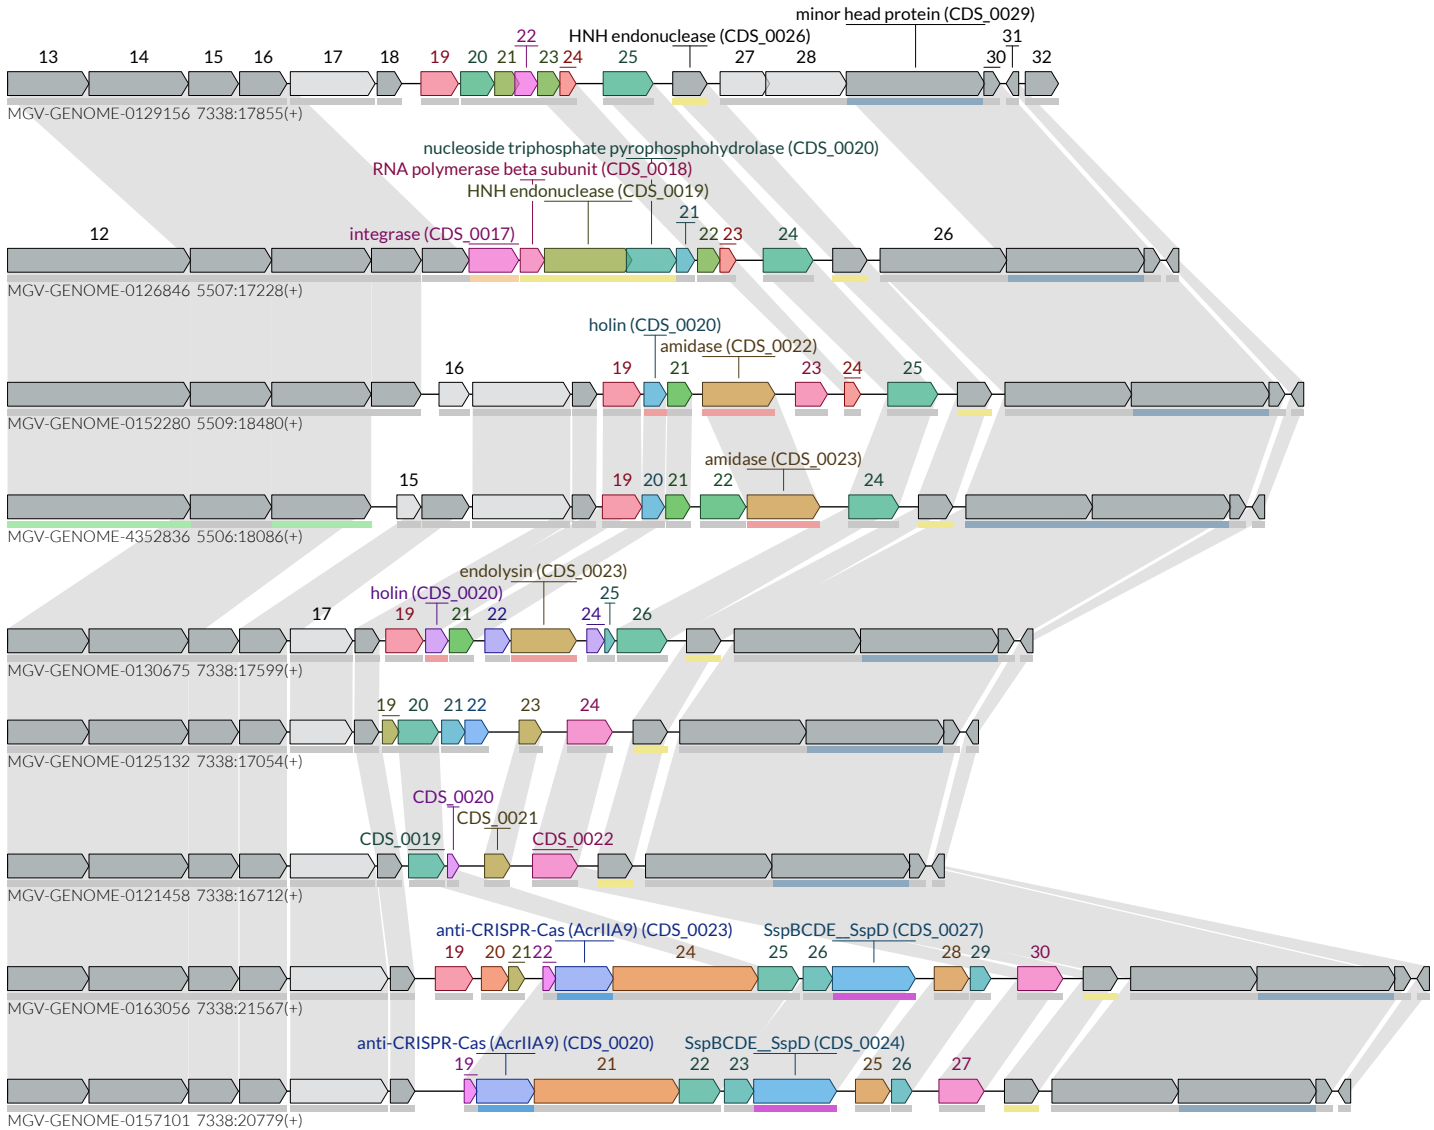 minor head protein (CDS_0029)
HNH endonuclease (CDS_0026)
13 14 15 16 17 18 19 20 21 22 23 24 25 27 28 30 31 32
MGV-GENOME-0129156 7338:17855(+)
nucleoside triphosphate pyrophosphohydrolase (CDS_0020)
RNA polymerase beta subunit (CDS_0018)
HNH endonuclease (CDS_0019)
12 integrase (CDS_0017) 21 22 23 24 26
MGV-GENOME-0126846 5507:17228(+)
holin (CDS_0020)
amidase (CDS_0022)
16 19 21 23 24 25
MGV-GENOME-0152280 5509:18480(+)
amidase (CDS_0023)
15 19 20 21 22 24
MGV-GENOME-4352836 5506:18086(+)
endolysin (CDS_0023)
holin (CDS_0020) 25
17 19 21 22 24 26
MGV-GENOME-0130675 7338:17599(+)
19 20 21 22 23 24
MGV-GENOME-0125132 7338:17054(+)
CDS_0020
CDS_0021
CDS_0019 CDS_0022
MGV-GENOME-0121458 7338:16712(+)
anti-CRISPR-Cas (AcrIIA9) (CDS_0023) SspBCDE__SspD (CDS_0027)
19 20 21 22 24 25 26 28 29 30
MGV-GENOME-0163056 7338:21567(+)
anti-CRISPR-Cas (AcrIIA9) (CDS_0020) SspBCDE__SspD (CDS_0024)
19 21 22 23 25 26 27
MGV-GENOME-0157101 7338:20779(+)